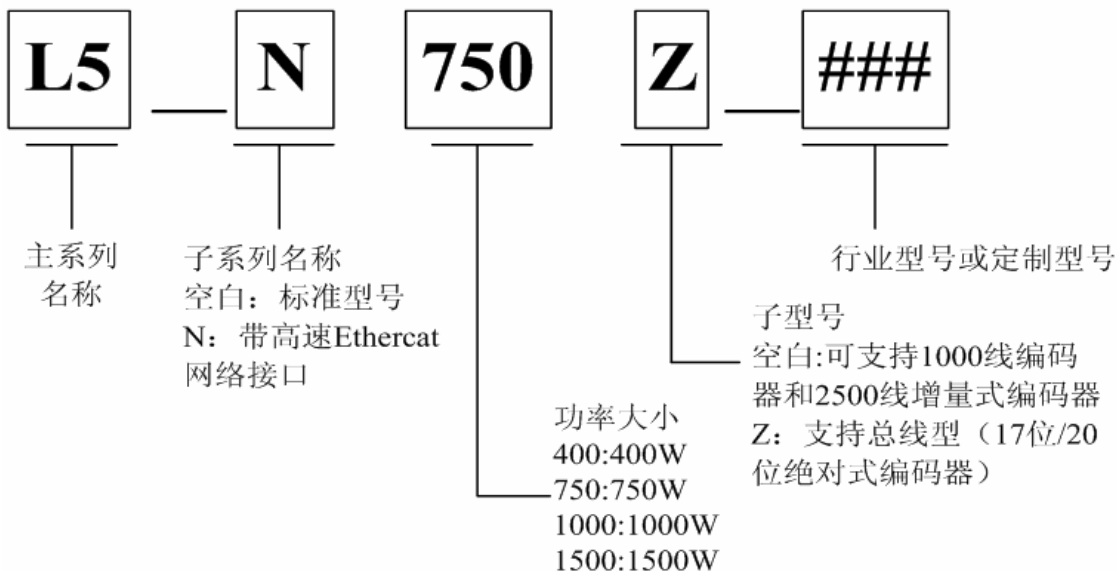 L5 N 750 Z ###
主系列
名称
子系列名称
空白：标准型号
N：带高速Ethercat
网络接口
功率大小
400:400W
750:750W
1000:1000W
1500:1500W
子型号
空白:可支持1000线编码
器和2500线增量式编码器
Z：支持总线型（17位/20
位绝对式编码器）
行业型号或定制型号